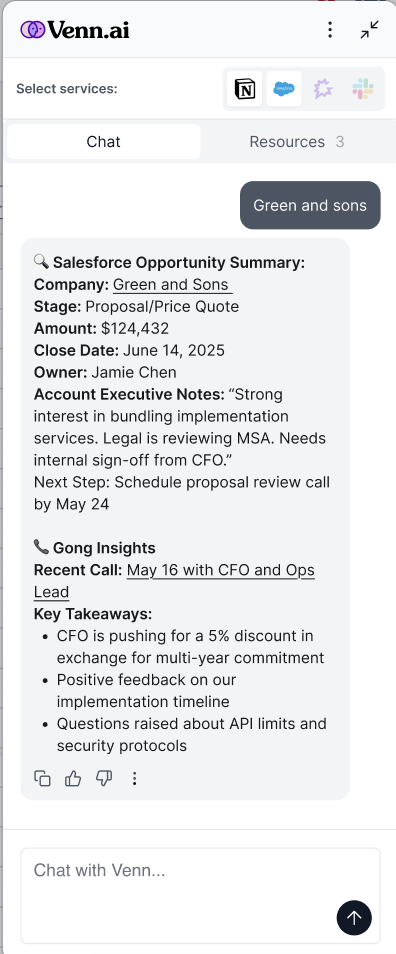 Venn.ai
Select services:
Chat
Resources 3
Green and sons
🔍 Salesforce Opportunity Summary:
Company: Green and Sons
Stage: Proposal/Price Quote
Amount: $124,432
Close Date: June 14, 2025
Owner: Jamie Chen
Account Executive Notes: “Strong
interest in bundling implementation
services. Legal is reviewing MSA. Needs
internal sign-off from CFO.”
Next Step: Schedule proposal review call
by May 24
📞 Gong Insights
Recent Call: May 16 with CFO and Ops
Lead
Key Takeaways:
• CFO is pushing for a 5% discount in
exchange for multi-year commitment
• Positive feedback on our
implementation timeline
• Questions raised about API limits and
security protocols
Chat with Venn...